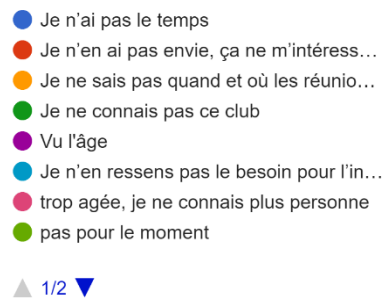 Je n'ai pas le temps
Je n'en ai pas envie, ça ne m'intéress…
Je ne sais pas quand et où les réunio…
Je ne connais pas ce club
Vu l'âge
Je n'en ressens pas le besoin pour l'in…
trop agée, je ne connais plus personne
pas pour le moment
1/2